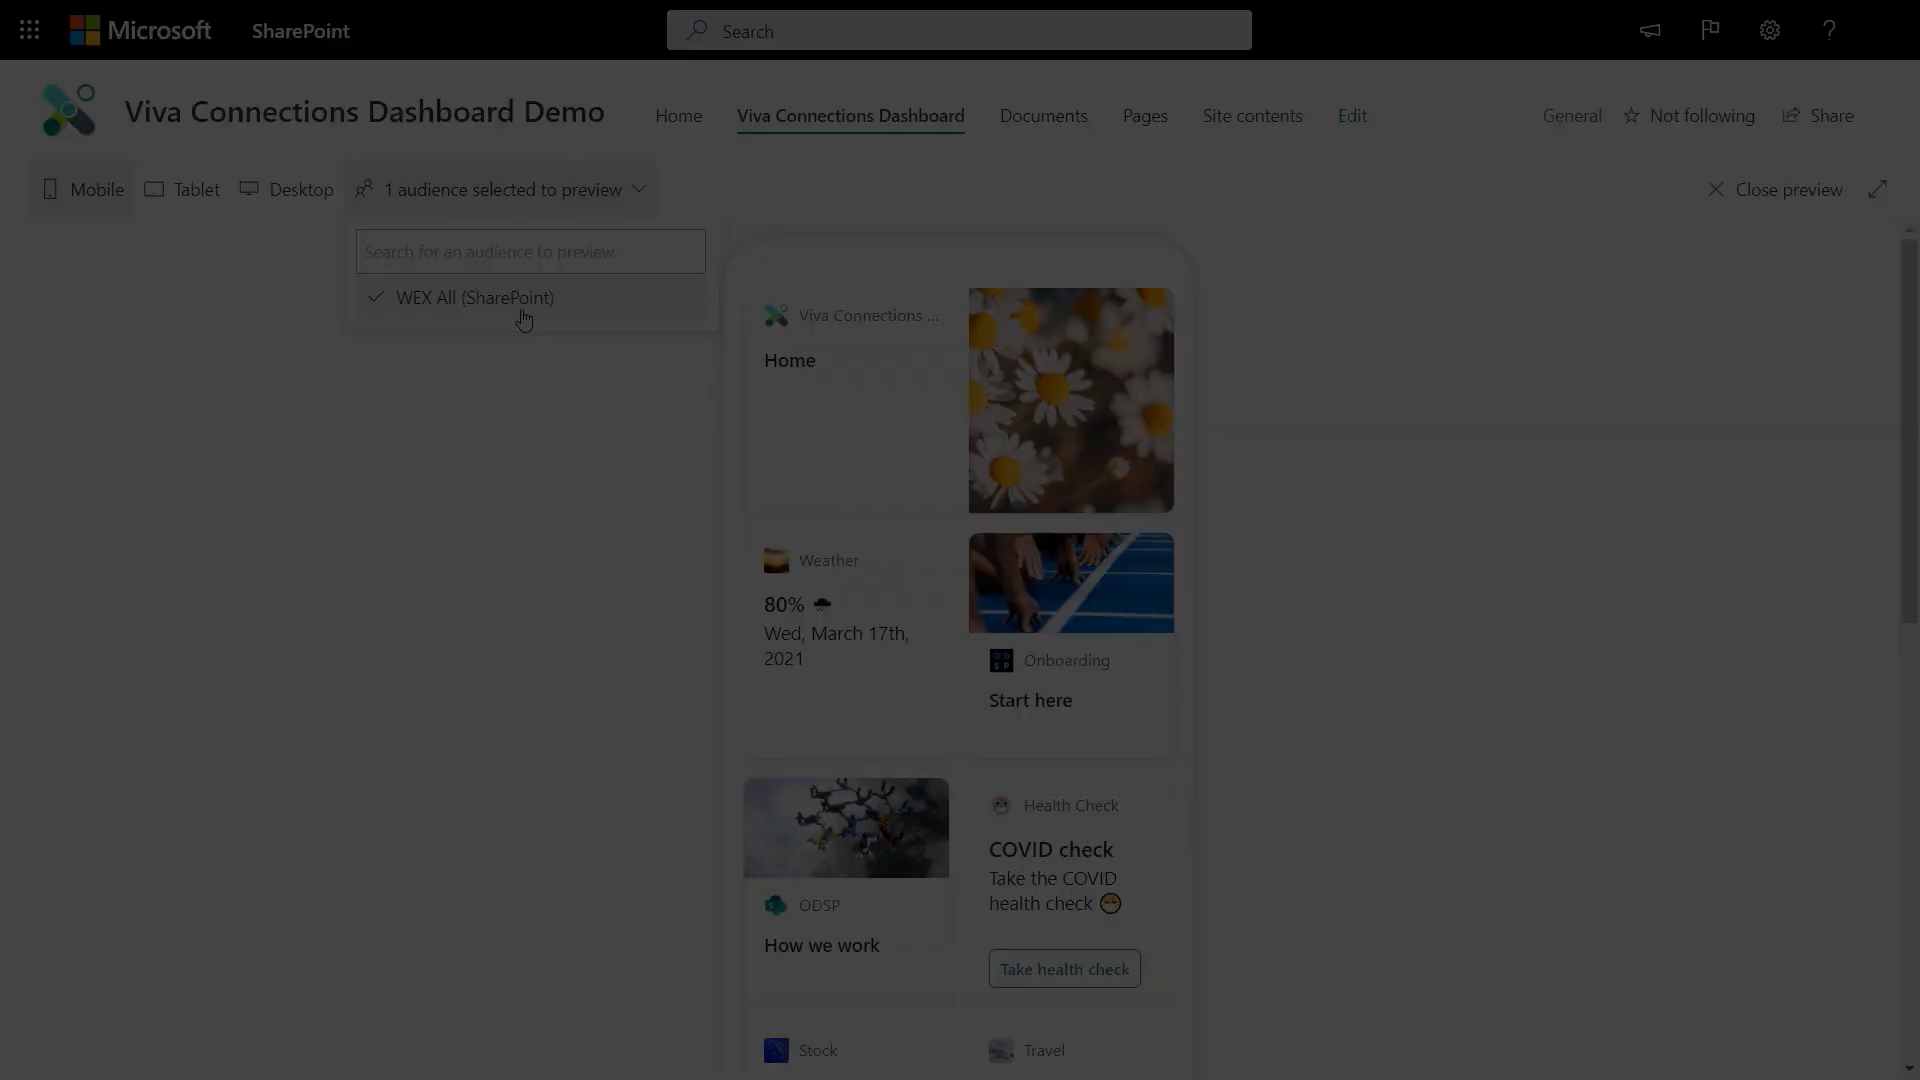 Microsoft
SharePoint
Search
Viva Connections Dashboard Demo
Home
Viva Connections Dashboard
Documents
Pages
Site contents
Edit
General
Not following
Share
Mobile
Tablet
Desktop
1 audience selected to preview
Close preview
Search for an audience to preview
WEX All (SharePoint)
Viva Connections ...
Home
Weather
80%
Wed, March 17th,
2021
Onboarding
Start here
ODSP
How we work
Health Check
COVID check
Take the COVID
health check
Take health check
Stock
Travel